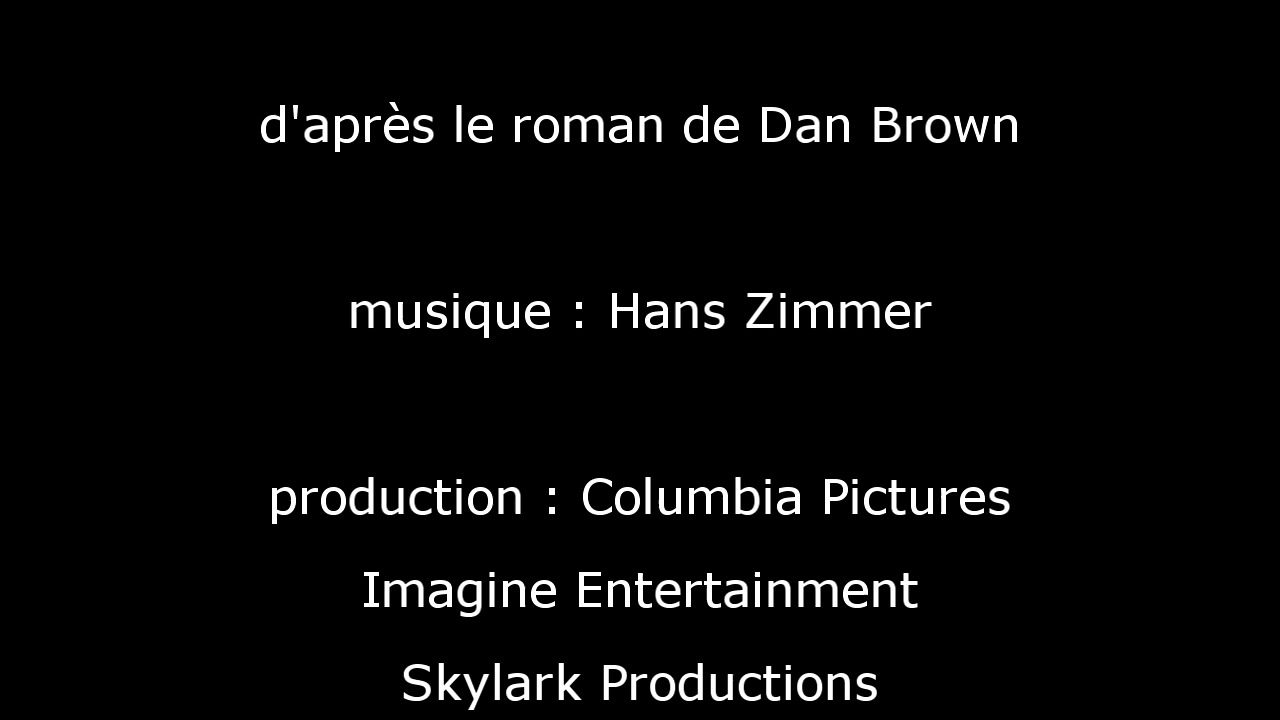 d'après le roman de Dan Brown
musique : Hans Zimmer
production : Columbia Pictures
Imagine Entertainment
Skylark Productions